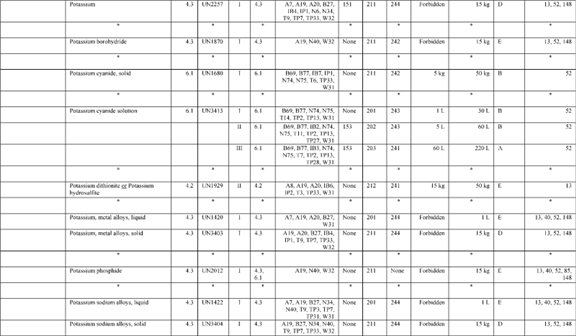 Potassium 4.3 UN2257 I 4.3 A7, A19, A20, B27, 151 211 244 Forbidden 15 kg D 13, 52, 148
IB4, IP1, N6, N34,
T9, TP7, TP33, W32
* * * * * * *
Potassium borohydride 4.3 UN1870 I 4.3 A19, N40, W32 None 211 242 Forbidden 15 kg E 13, 52, 148
* * * * * * *
Potassium cyanide, solid 6.1 UN1680 I 6.1 B69, B77, IB7, IP1, None 211 242 5 kg 50 kg B 52
N74, N75, T6, TP33,
W31
* * * * * * *
Potassium cyanide solution 6.1 UN3413 I 6.1 B69, B77, N74, N75, None 201 243 1 L 30 L B 52
T14, TP2, TP13, W31
II 6.1 B69, B77, IB2, N74, 153 202 243 5 L 60 L B 52
N75, T11, TP2, TP13,
TP27, W31
III 6.1 B69, B77, IB3, N74, 153 203 241 60 L 220 L A 52
N75, T7, TP2, TP13,
TP28, W31
* * * * * * *
Potassium dithionite or Potassium 4.2 UN1929 II 4.2 A8, A19, A20, IB6, None 212 241 15 kg 50 kg E 13
hydrosulfite IP2, T3, TP33, W31
* * * * * * *
Potassium, metal alloys, liquid 4.3 UN1420 I 4.3 A7, A19, A20, B27, None 201 244 Forbidden 1 L E 13, 40, 52, 148
W31
Potassium, metal alloys, solid 4.3 UN3403 I 4.3 A19, A20, B27, IB4, None 211 244 Forbidden 15 kg D 13, 52, 148
IP1, T9, TP7, TP33,
W32
* * * * * * *
Potassium phosphide 4.3 UN2012 I 4.3, A19, N40, W32 None 211 None Forbidden 15 kg E 13, 40, 52, 85,
6.1 148
* * * * * * *
Potassium sodium alloys, liquid 4.3 UN1422 I 4.3 A7, A19, B27, N34, None 201 244 Forbidden 1 L E 13, 40, 52, 148
N40, T9, TP3, TP7,
TP31, W31
Potassium sodium alloys, solid 4.3 UN3404 I 4.3 A19, B27, N34, N40, None 211 244 Forbidden 15 kg D 13, 52, 148
T9, TP7, TP33, W32